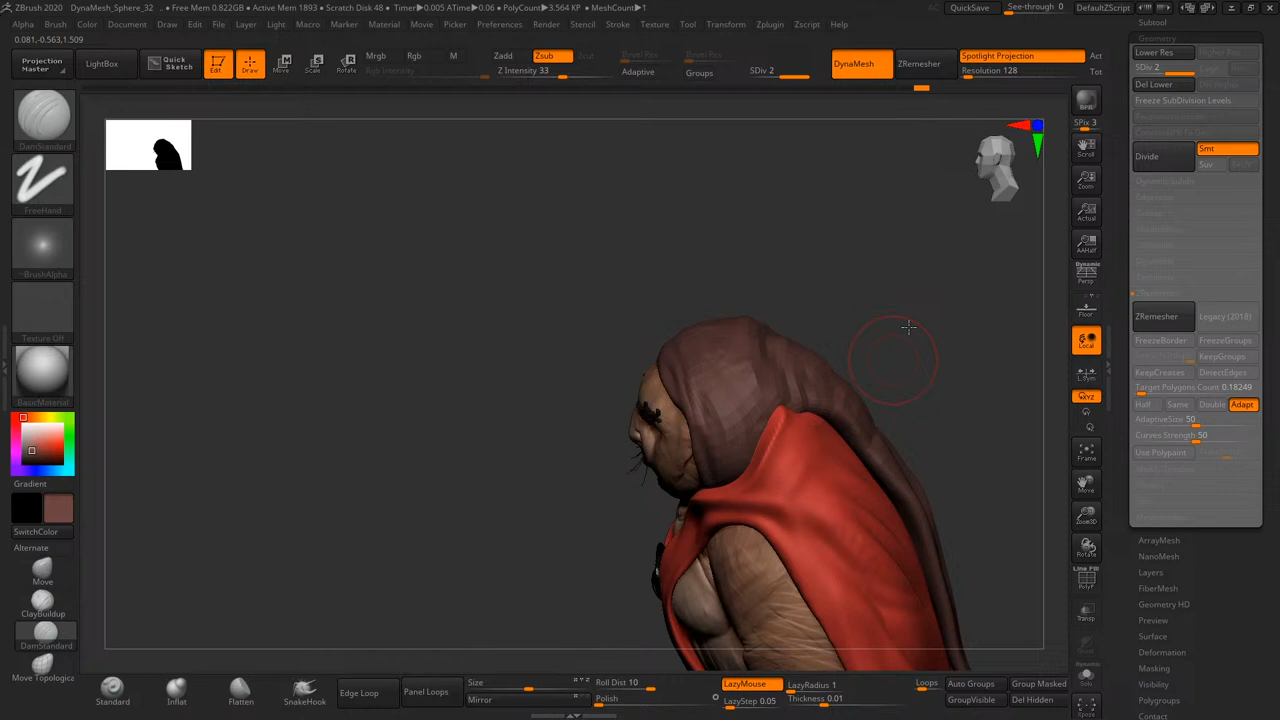 ZBrush 2020
DynaMesh_Sphere_32
.. • Free Mem 0.822GB • Active Mem 1893 • Scratch Disk 48 • Timer▶0.005 ATime▶0.06 • PolyCount▶3.564 KP • MeshCount▶1
AC
QuickSave
See-through 0
Menus
DefaultZScript
Alpha
Brush
Color
Document
Draw
Edit
File
Layer
Light
Macro
Marker
Material
Movie
Picker
Preferences
Render
Stencil
Stroke
Texture
Tool
Transform
Zplugin
Zscript
Help
0.081,-0.563,1.509
Projection
Master
LightBox
Quick
Sketch
Edit
Draw
Move
Scale
Rotate
Mrgb
Rgb
M
Rgb Intensity
Zadd
Zsub
Zcut
Z Intensity 33
Bevel Res
Adaptive
Groups
SDiv 2
DynaMesh
ZRemesher
Spotlight Projection
Resolution 128
Act
Tot
DamStandard
FreeHand
~BrushAlpha
Texture Off
BasicMaterial
Gradient
SwitchColor
Alternate
Move
ClayBuildup
DamStandard
Move Topologica
BPR
SPix 3
Scroll
Zoom
Actual
AAHalf
Dynamic
Persp
Floor
Local
L.Sym
XYZ
Frame
Move
Zoom3D
Rotate
Line Fill
PolyF
Transp
Dynamic
Solo
Xpose
Subtool
Geometry
Lower Res
Higher Res
SDiv 2
Del Lower
Del Higher
Freeze SubDivision Levels
Divide
Smt
Suv
Dynamic Subdiv
ZRemesher
ZRemesher
Legacy (2018)
FreezeBorder
FreezeGroups
KeepGroups
KeepCreases
DetectEdges
Target Polygons Count 0.18249
Half
Same
Double
Adapt
AdaptiveSize 50
Curves Strength 50
Use Polypaint
ArrayMesh
NanoMesh
Layers
FiberMesh
Geometry HD
Preview
Surface
Deformation
Masking
Visibility
Polygroups
Contact
Standard
Inflat
Flatten
SnakeHook
Edge Loop
Panel Loops
Size
Mirror
Roll Dist 10
Polish
LazyMouse
LazyStep 0.05
LazyRadius 1
Thickness 0.01
Loops
Auto Groups
GroupVisible
Group Masked
Del Hidden